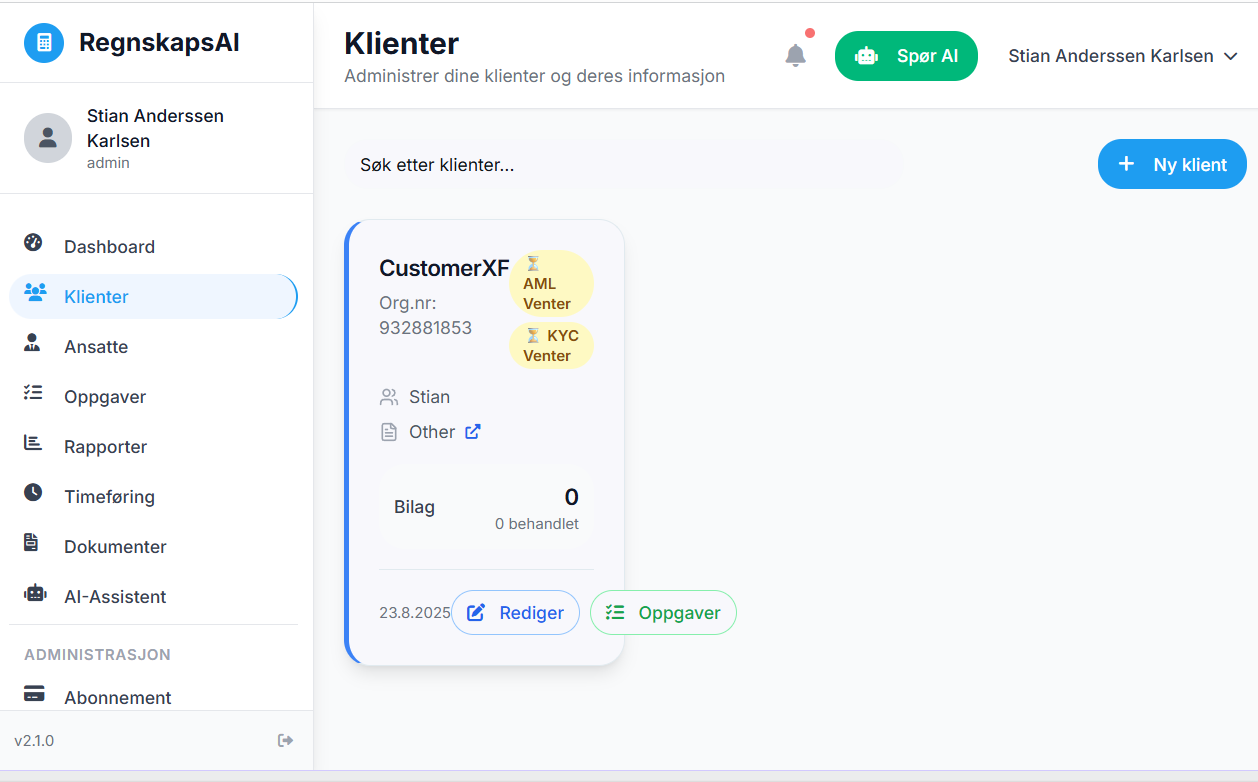 RegnskapsAI
Stian Anderssen
Karlsen
admin
Dashboard
Klienter
Ansatte
Oppgaver
Rapporter
Timeføring
Dokumenter
AI-Assistent
ADMINISTRASJON
Abonnement
v2.1.0
Klienter
Administrer dine klienter og deres informasjon
Spør AI
Stian Anderssen Karlsen
Søk etter klienter...
Ny klient
CustomerXF
Org.nr:
932881853
⏳
AML
Venter
⏳ KYC
Venter
Stian
Other
Bilag
0
0 behandlet
23.8.2025 Rediger Oppgaver